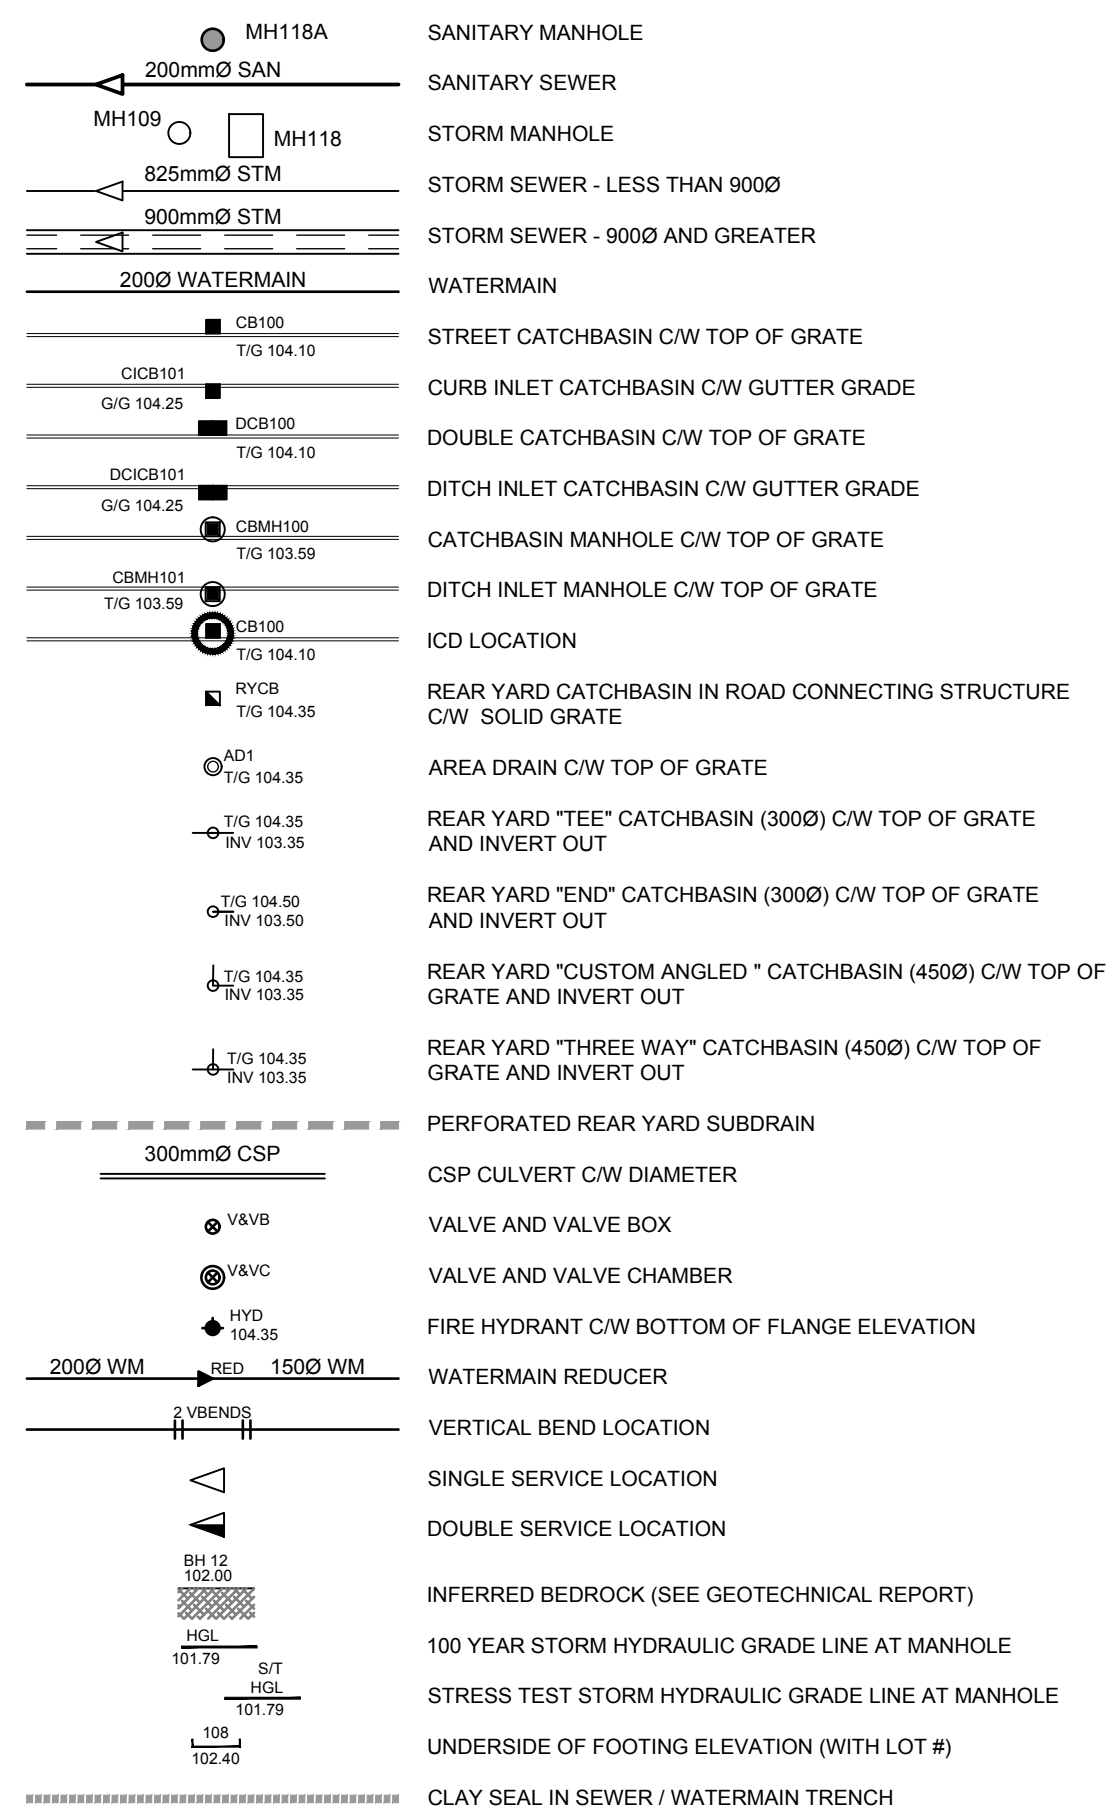 MH118A SANITARY MANHOLE
200mmØ SAN SANITARY SEWER
MH109 MH118 STORM MANHOLE
825mmØ STM STORM SEWER - LESS THAN 900Ø
900mmØ STM STORM SEWER - 900Ø AND GREATER
200Ø WATERMAIN WATERMAIN
CB100
T/G 104.10
STREET CATCHBASIN C/W TOP OF GRATE
CICB101
G/G 104.25
CURB INLET CATCHBASIN C/W GUTTER GRADE
DCB100
T/G 104.10
DOUBLE CATCHBASIN C/W TOP OF GRATE
DCICB101
G/G 104.25
DITCH INLET CATCHBASIN C/W GUTTER GRADE
CBMH100
T/G 103.59
CATCHBASIN MANHOLE C/W TOP OF GRATE
CBMH101
T/G 103.59
DITCH INLET MANHOLE C/W TOP OF GRATE
CB100
T/G 104.10
ICD LOCATION
RYCB
T/G 104.35
REAR YARD CATCHBASIN IN ROAD CONNECTING STRUCTURE
C/W SOLID GRATE
AD1
T/G 104.35
AREA DRAIN C/W TOP OF GRATE
T/G 104.35
INV 103.35
REAR YARD "TEE" CATCHBASIN (300Ø) C/W TOP OF GRATE
AND INVERT OUT
T/G 104.50
INV 103.50
REAR YARD "END" CATCHBASIN (300Ø) C/W TOP OF GRATE
AND INVERT OUT
T/G 104.35
INV 103.35
REAR YARD "CUSTOM ANGLED " CATCHBASIN (450Ø) C/W TOP OF
GRATE AND INVERT OUT
T/G 104.35
INV 103.35
REAR YARD "THREE WAY" CATCHBASIN (450Ø) C/W TOP OF
GRATE AND INVERT OUT
PERFORATED REAR YARD SUBDRAIN
300mmØ CSP CSP CULVERT C/W DIAMETER
V&VB VALVE AND VALVE BOX
V&VC VALVE AND VALVE CHAMBER
HYD
104.35
FIRE HYDRANT C/W BOTTOM OF FLANGE ELEVATION
200Ø WM RED 150Ø WM WATERMAIN REDUCER
2 VBENDS VERTICAL BEND LOCATION
SINGLE SERVICE LOCATION
DOUBLE SERVICE LOCATION
BH 12
102.00
INFERRED BEDROCK (SEE GEOTECHNICAL REPORT)
HGL
101.79
100 YEAR STORM HYDRAULIC GRADE LINE AT MANHOLE
S/T
HGL
101.79
STRESS TEST STORM HYDRAULIC GRADE LINE AT MANHOLE
108
102.40
UNDERSIDE OF FOOTING ELEVATION (WITH LOT #)
CLAY SEAL IN SEWER / WATERMAIN TRENCH